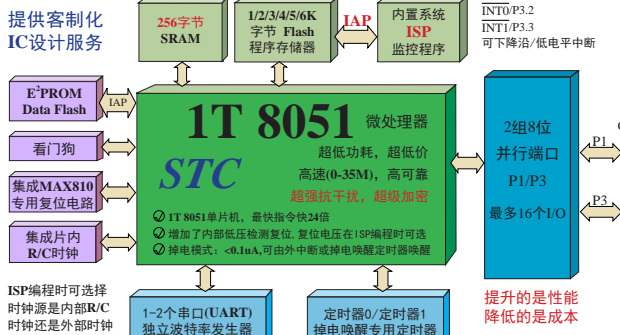 提供客制化
IC设计服务
256字节
SRAM
1/2/3/4/5/6K
字节 Flash
程序存储器
IAP
内置系统
ISP
监控程序
INT0/P3.2
INT1/P3.3
可下降沿/低电平中断
E²PROM
Data Flash
IAP
看门狗
集成MAX810
专用复位电路
集成片内
R/C时钟
1T 8051 微处理器
STC
超低功耗，超低价
高速(0-35M)，高可靠
超强抗干扰，超级加密
1T 8051单片机，最快指令快24倍
增加了内部低压检测复位.复位电压在ISP编程时可选
掉电模式：<0.1uA,可由外中断或掉电唤醒定时器唤醒
2组8位
并行端口
P1/P3
最多16个I/O
P1
P3
ISP编程时可选择
时钟源是内部R/C
时钟还是外部时钟
1-2个串口(UART)
独立波特率发生器
定时器0/定时器1
掉电唤醒专用定时器
提升的是性能
降低的是成本